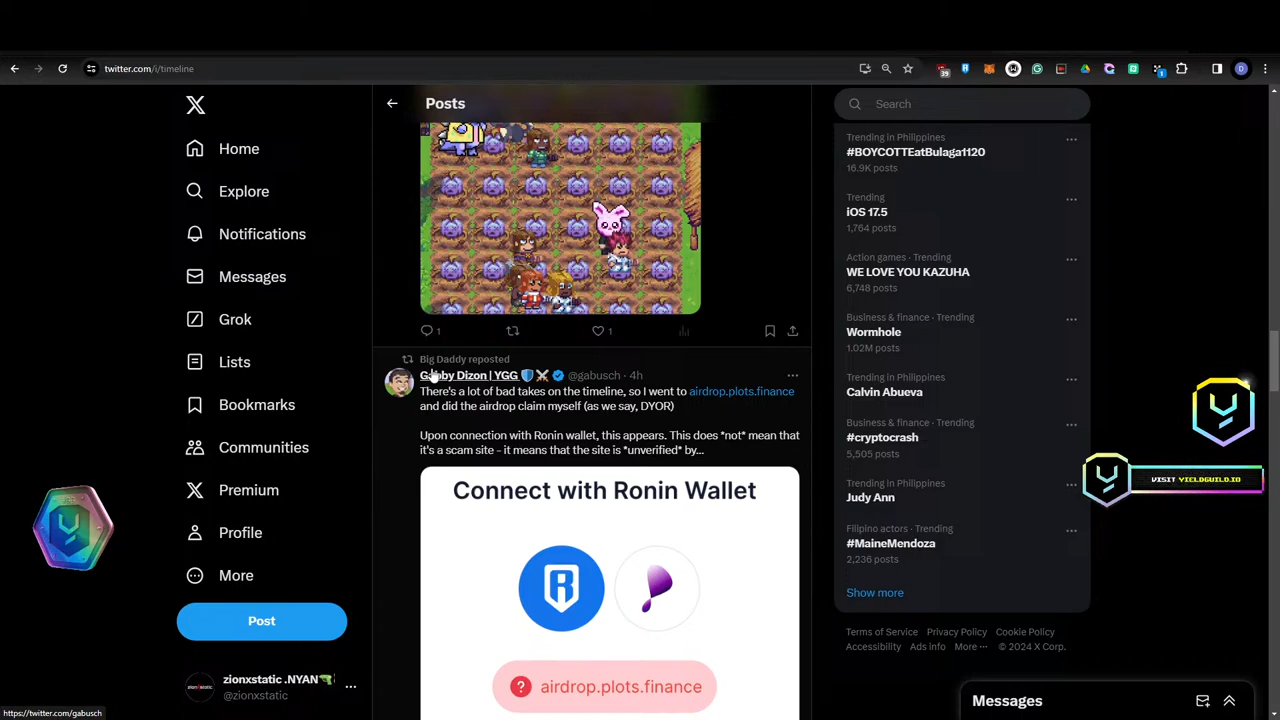 twitter.com/i/timeline
39
D
1
Posts
Home
Explore
Notifications
Messages
Grok
Lists
Bookmarks
Communities
Premium
Profile
More
Post
zionxstatic .NYAN
@zionxstatic
https://twitter.com/gabusch
1
1
Big Daddy reposted
Gabby Dizon | YGG @gabusch · 4h
There's a lot of bad takes on the timeline, so I went to airdrop.plots.finance
and did the airdrop claim myself (as we say, DYOR)
Upon connection with Ronin wallet, this appears. This does *not* mean that
it's a scam site - it means that the site is *unverified* by...
Connect with Ronin Wallet
airdrop.plots.finance
Search
Trending in Philippines
#BOYCOTTEatBulaga1120
16.9K posts
Trending
iOS 17.5
1,764 posts
Action games · Trending
WE LOVE YOU KAZUHA
6,748 posts
Business & finance · Trending
Wormhole
1.02M posts
Trending in Philippines
Calvin Abueva
Business & finance · Trending
#cryptocrash
5,505 posts
Trending in Philippines
Judy Ann
Filipino actors · Trending
#MaineMendoza
2,236 posts
Show more
Terms of Service Privacy Policy Cookie Policy
Accessibility Ads info More ··· © 2024 X Corp.
VISIT YIELDGUILD.IO
Messages